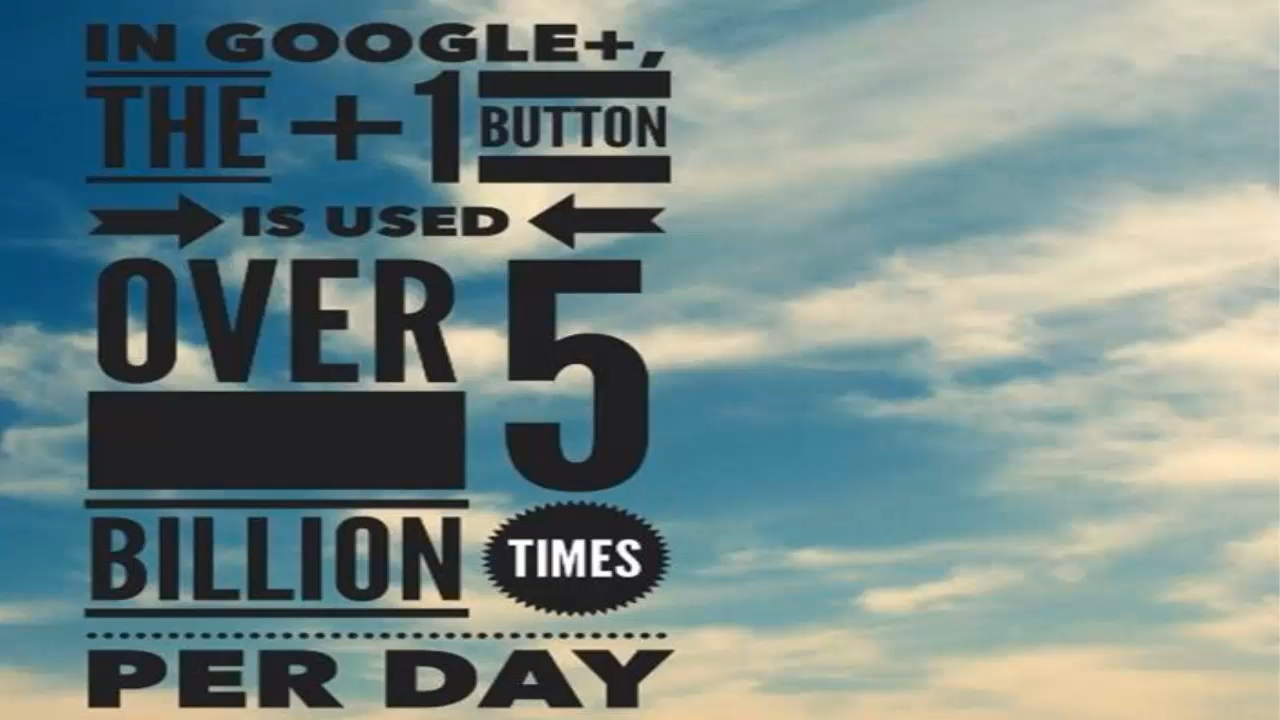 IN GOOGLE+,
THE +1 BUTTON
IS USED
OVER 5
BILLION TIMES
PER DAY